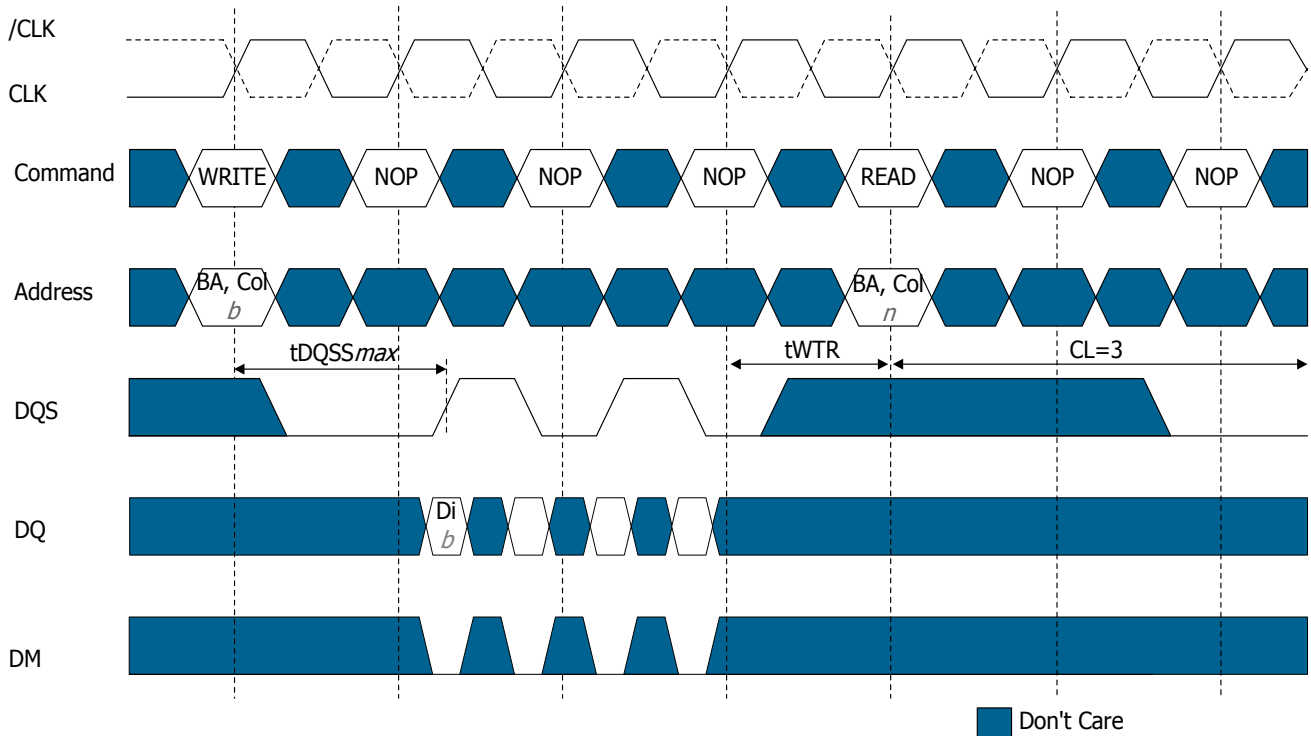 /CLK
CLK
Command
WRITE
NOP
NOP
NOP
READ
NOP
NOP
Address
BA, Col
b
BA, Col
n
tDQSSmax
tWTR
CL=3
DQS
DQ
Di
b
DM
Don't Care